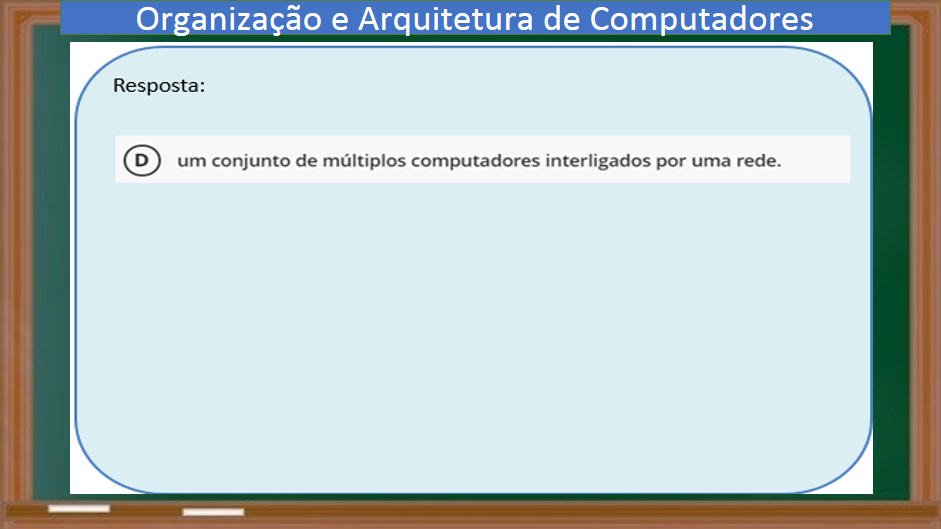 Organização e Arquitetura de Computadores
Resposta:
D um conjunto de múltiplos computadores interligados por uma rede.